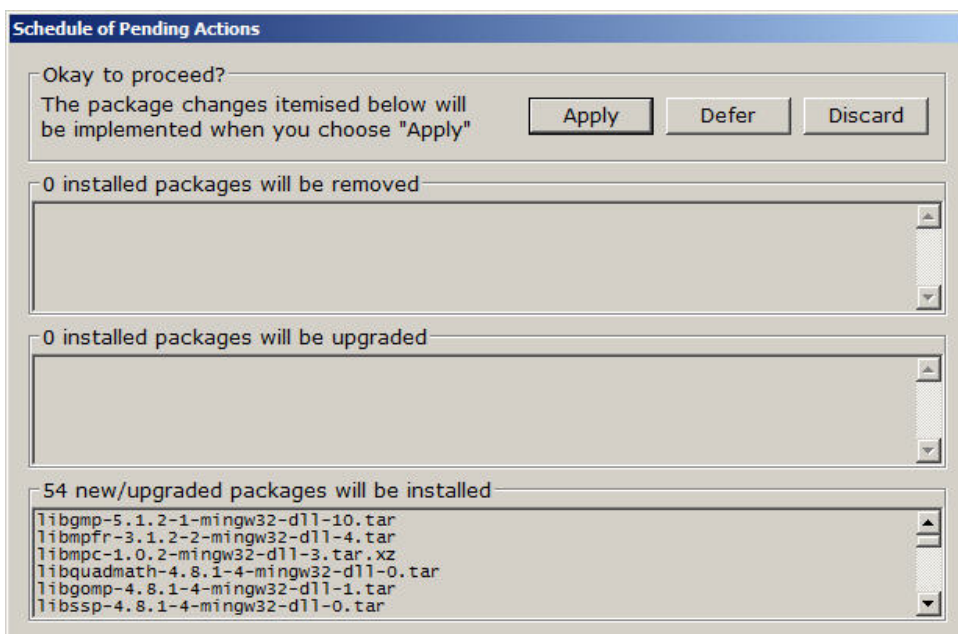 Schedule of Pending Actions
Okay to proceed?
The package changes itemised below will
be implemented when you choose "Apply"
Apply
Defer
Discard
0 installed packages will be removed
0 installed packages will be upgraded
54 new/upgraded packages will be installed
libgmp-5.1.2-1-mingw32-dll-10.tar
libmpfr-3.1.2-2-mingw32-dll-4.tar
libmpc-1.0.2-mingw32-dll-3.tar.xz
libquadmath-4.8.1-4-mingw32-dll-0.tar
libgomp-4.8.1-4-mingw32-dll-1.tar
libssp-4.8.1-4-mingw32-dll-0.tar